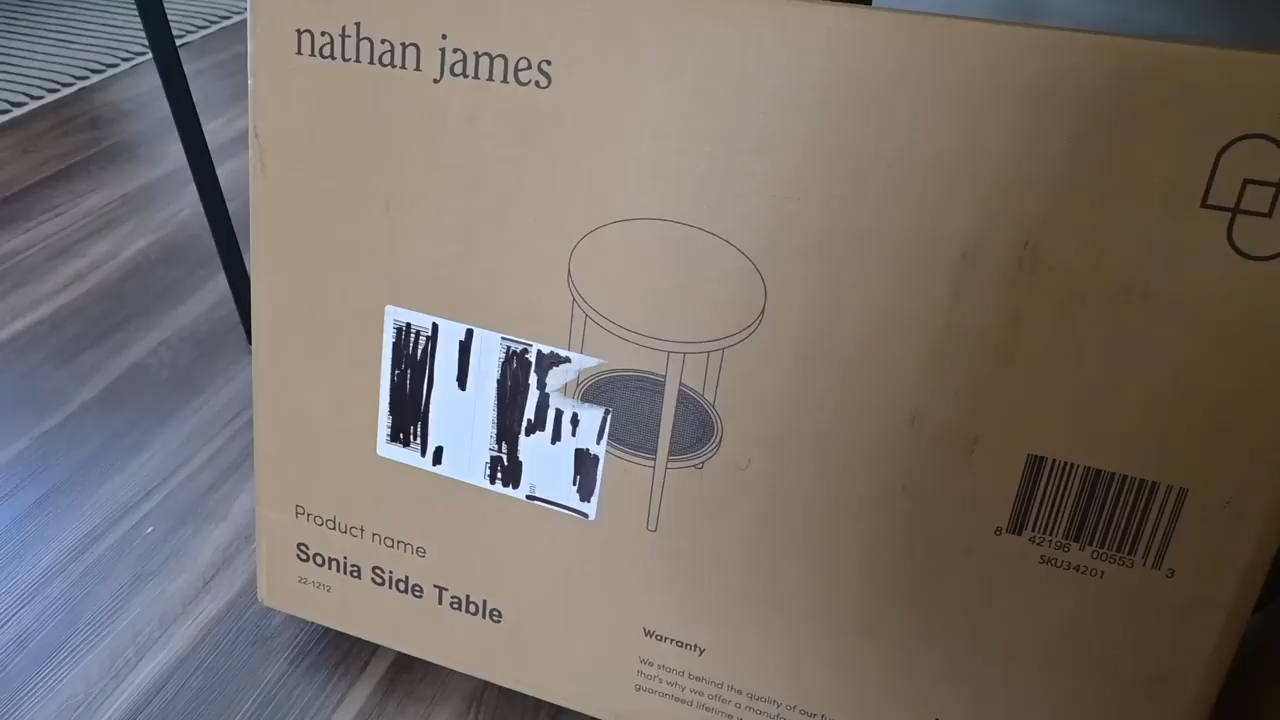 nathan james
Product name
Sonia Side Table
22-1212
8 42196 00553 3
SKU34201
Warranty
We stand behind the quality of our
that's why we offer a
guaranteed lifetime